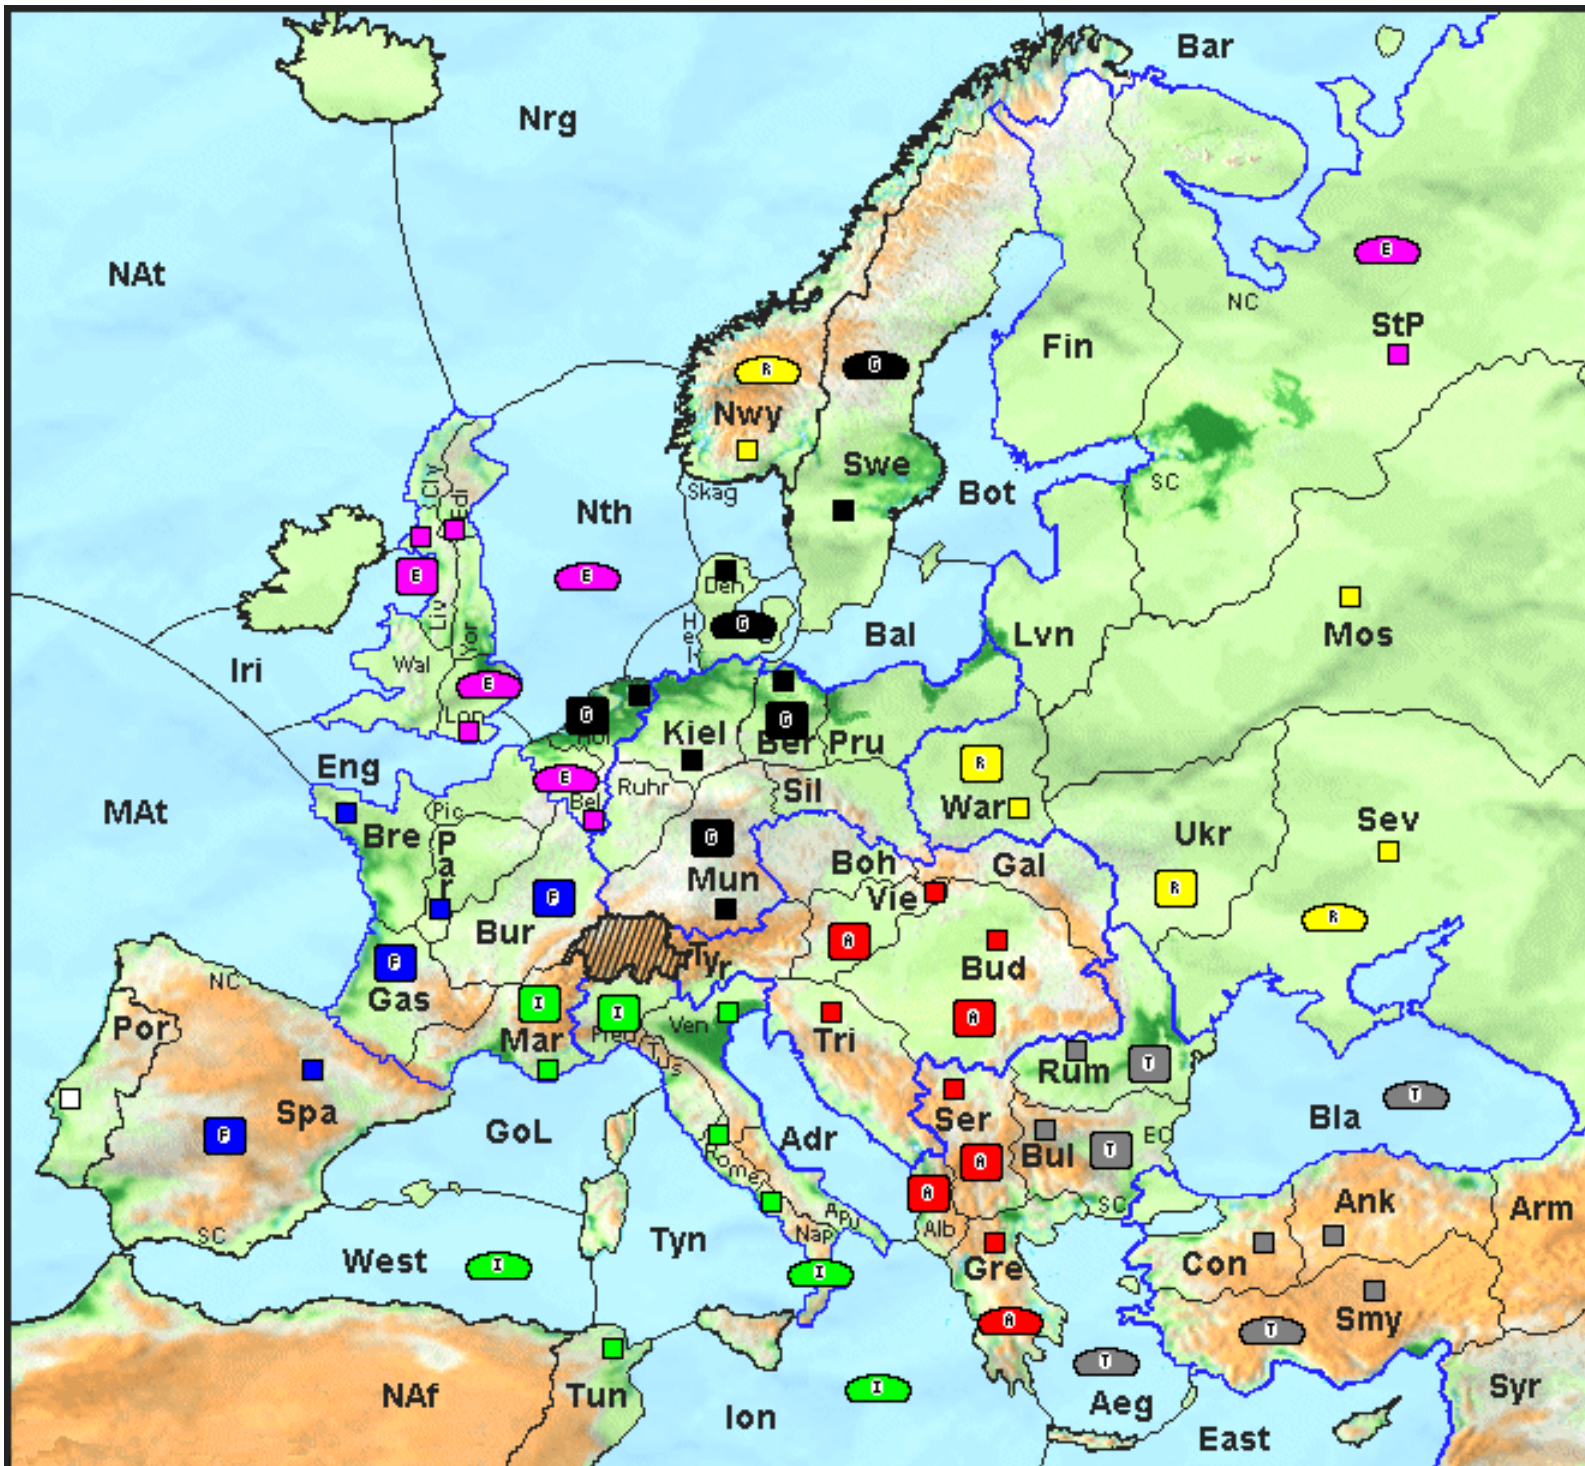 Bar
Nrg
E
NAt
NC
StP
Fin
R
G
Nwy
Swe
Cly
Edl
SC
Skag
Bot
Nth
E
E
Den
Mos
Hel
G
Liv
Yor
Bal
Lvn
Wal
Iri
E
Lon
G
Hol
Kiel
G
Ber
Pru
Eng
E
R
Ruhr
Sil
Bel
War
MAt
Pic
Bre
Par
G
Ukr
Sev
Boh
Gal
Mun
Vie
F
R
R
Bur
A
Tyr
Bud
F
NC
Gas
I
I
A
Por
Mar
Pied
Ven
Tri
Tus
Rum
T
Spa
Ser
T
Bla
F
GoL
Adr
Bul
T
EC
A
Rome
A
Ank
Arm
SC
Apu
Nap
Alb
SC
Tyn
West
I
I
Gre
Con
A
Smy
T
T
NAf
Tun
I
Ion
Aeg
Syr
East